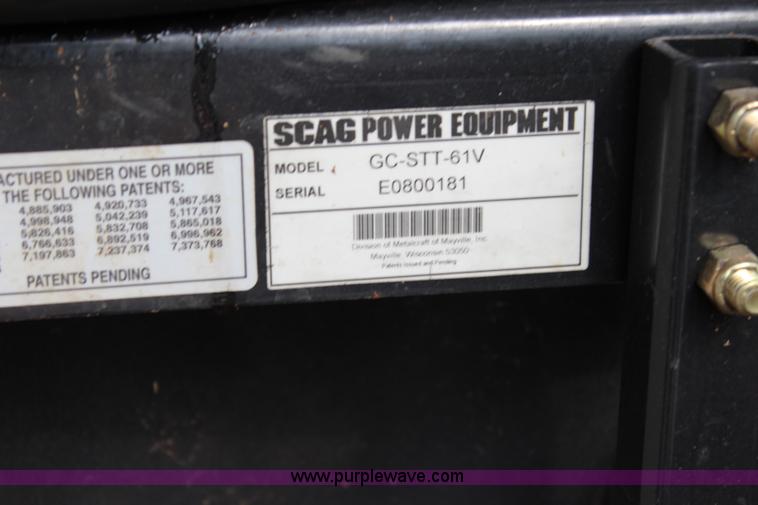 ACTURED UNDER ONE OR MORE
THE FOLLOWING PATENTS:
4,885,903 4,920,733 4,967,543
4,998,948 5,042,239 5,117,617
5,826,416 5,832,708 5,865,018
6,766,633 6,892,519 6,996,962
7,197,863 7,237,374 7,373,768
PATENTS PENDING
SCAG POWER EQUIPMENT
MODEL GC-STT-61V
SERIAL E0800181
Division of Metalcraft of Mayville, Inc.
Mayville, Wisconsin 53050
Patents Issued and Pending
www.purplewave.com